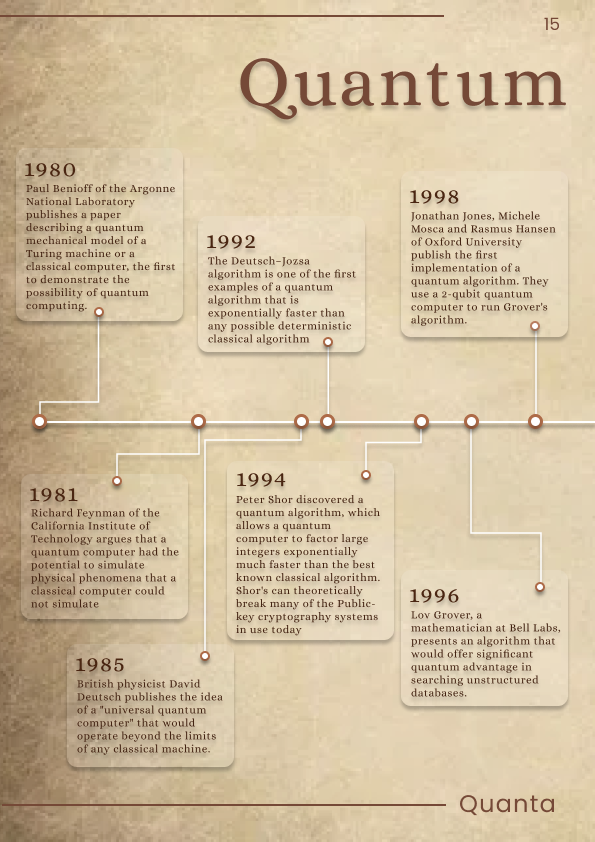 15
Quantum
1980
Paul Benioff of the Argonne
National Laboratory
publishes a paper
describing a quantum
mechanical model of a
Turing machine or a
classical computer, the first
to demonstrate the
possibility of quantum
computing.
1992
The Deutsch–Jozsa
algorithm is one of the first
examples of a quantum
algorithm that is
exponentially faster than
any possible deterministic
classical algorithm
1998
Jonathan Jones, Michele
Mosca and Rasmus Hansen
of Oxford University
publish the first
implementation of a
quantum algorithm. They
use a 2-qubit quantum
computer to run Grover's
algorithm.
1981
Richard Feynman of the
California Institute of
Technology argues that a
quantum computer had the
potential to simulate
physical phenomena that a
classical computer could
not simulate
1994
Peter Shor discovered a
quantum algorithm, which
allows a quantum
computer to factor large
integers exponentially
much faster than the best
known classical algorithm.
Shor's can theoretically
break many of the Public-
key cryptography systems
in use today
1996
Lov Grover, a
mathematician at Bell Labs,
presents an algorithm that
would offer significant
quantum advantage in
searching unstructured
databases.
1985
British physicist David
Deutsch publishes the idea
of a "universal quantum
computer" that would
operate beyond the limits
of any classical machine.
Quanta